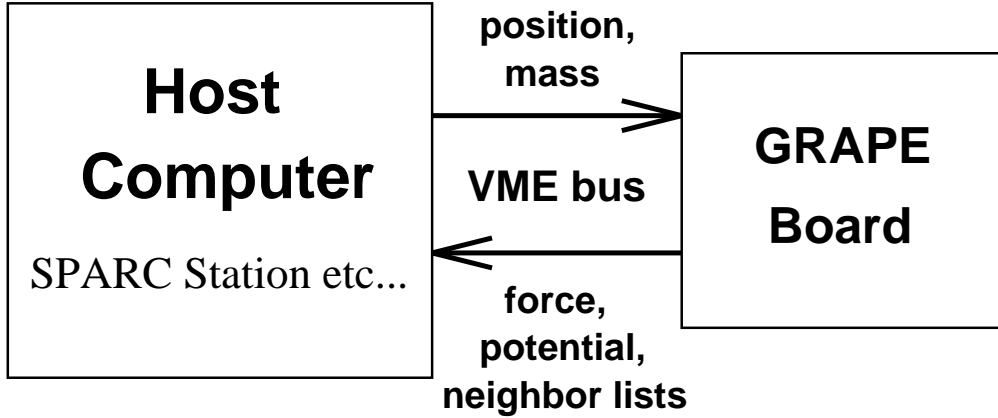 Host
Computer
SPARC Station etc...
position,
mass
VME bus
force,
potential,
neighbor lists
GRAPE
Board